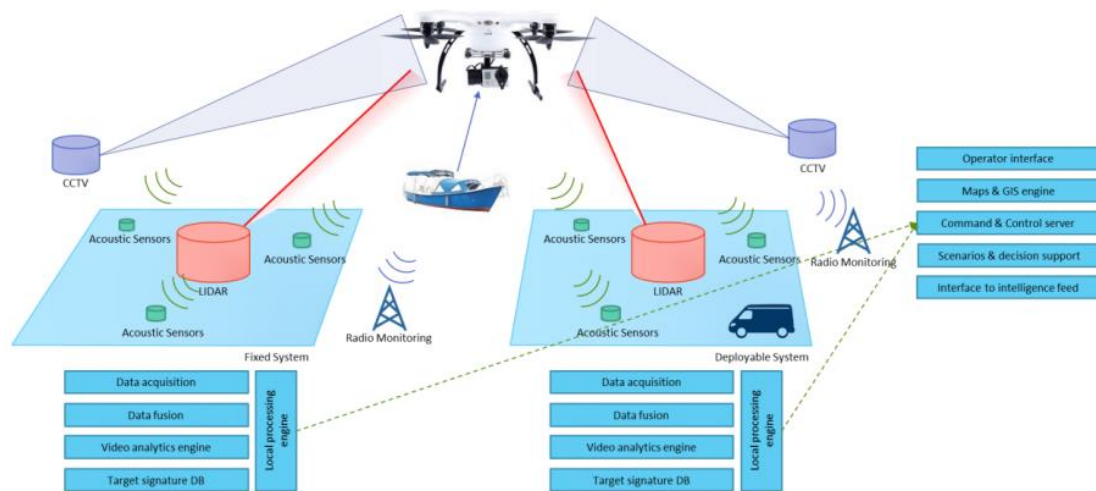 CCTV
CCTV
Acoustic Sensors
Acoustic Sensors
LIDAR
Acoustic Sensors
Radio Monitoring
Fixed System
Acoustic Sensors
Acoustic Sensors
LIDAR
Acoustic Sensors
Radio Monitoring
Deployable System
Data acquisition
Data fusion
Video analytics engine
Target signature DB
Local processing
engine
Data acquisition
Data fusion
Video analytics engine
Target signature DB
Local processing
engine
Operator interface
Maps & GIS engine
Command & Control server
Scenarios & decision support
Interface to intelligence feed